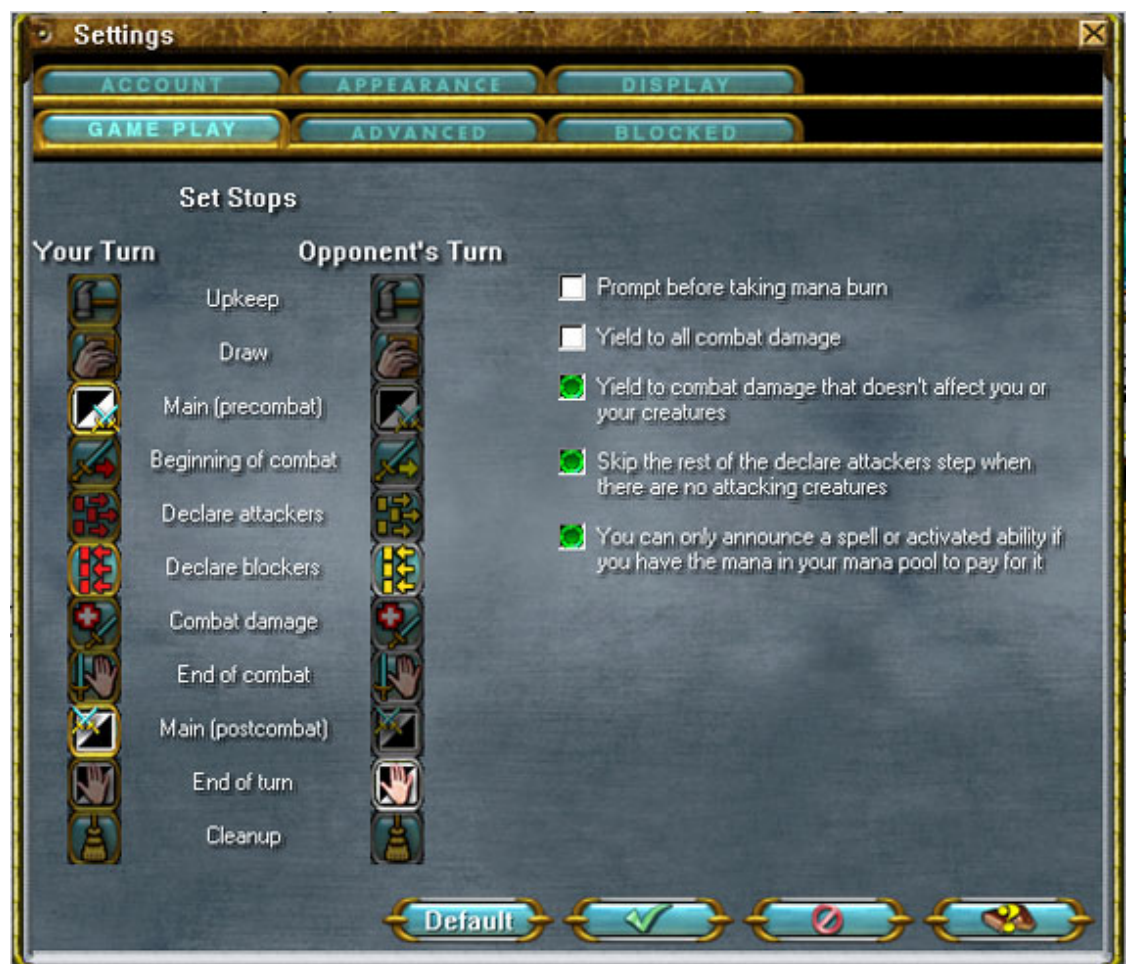 Settings
ACCOUNT APPEARANCE DISPLAY
GAME PLAY ADVANCED BLOCKED
Set Stops
Your Turn Opponent's Turn
Upkeep
Draw
Main (precombat)
Beginning of combat
Declare attackers
Declare blockers
Combat damage
End of combat
Main (postcombat)
End of turn
Cleanup
Prompt before taking mana burn
Yield to all combat damage
Yield to combat damage that doesn't affect you or
your creatures
Skip the rest of the declare attackers step when
there are no attacking creatures
You can only announce a spell or activated ability if
you have the mana in your mana pool to pay for it
Default